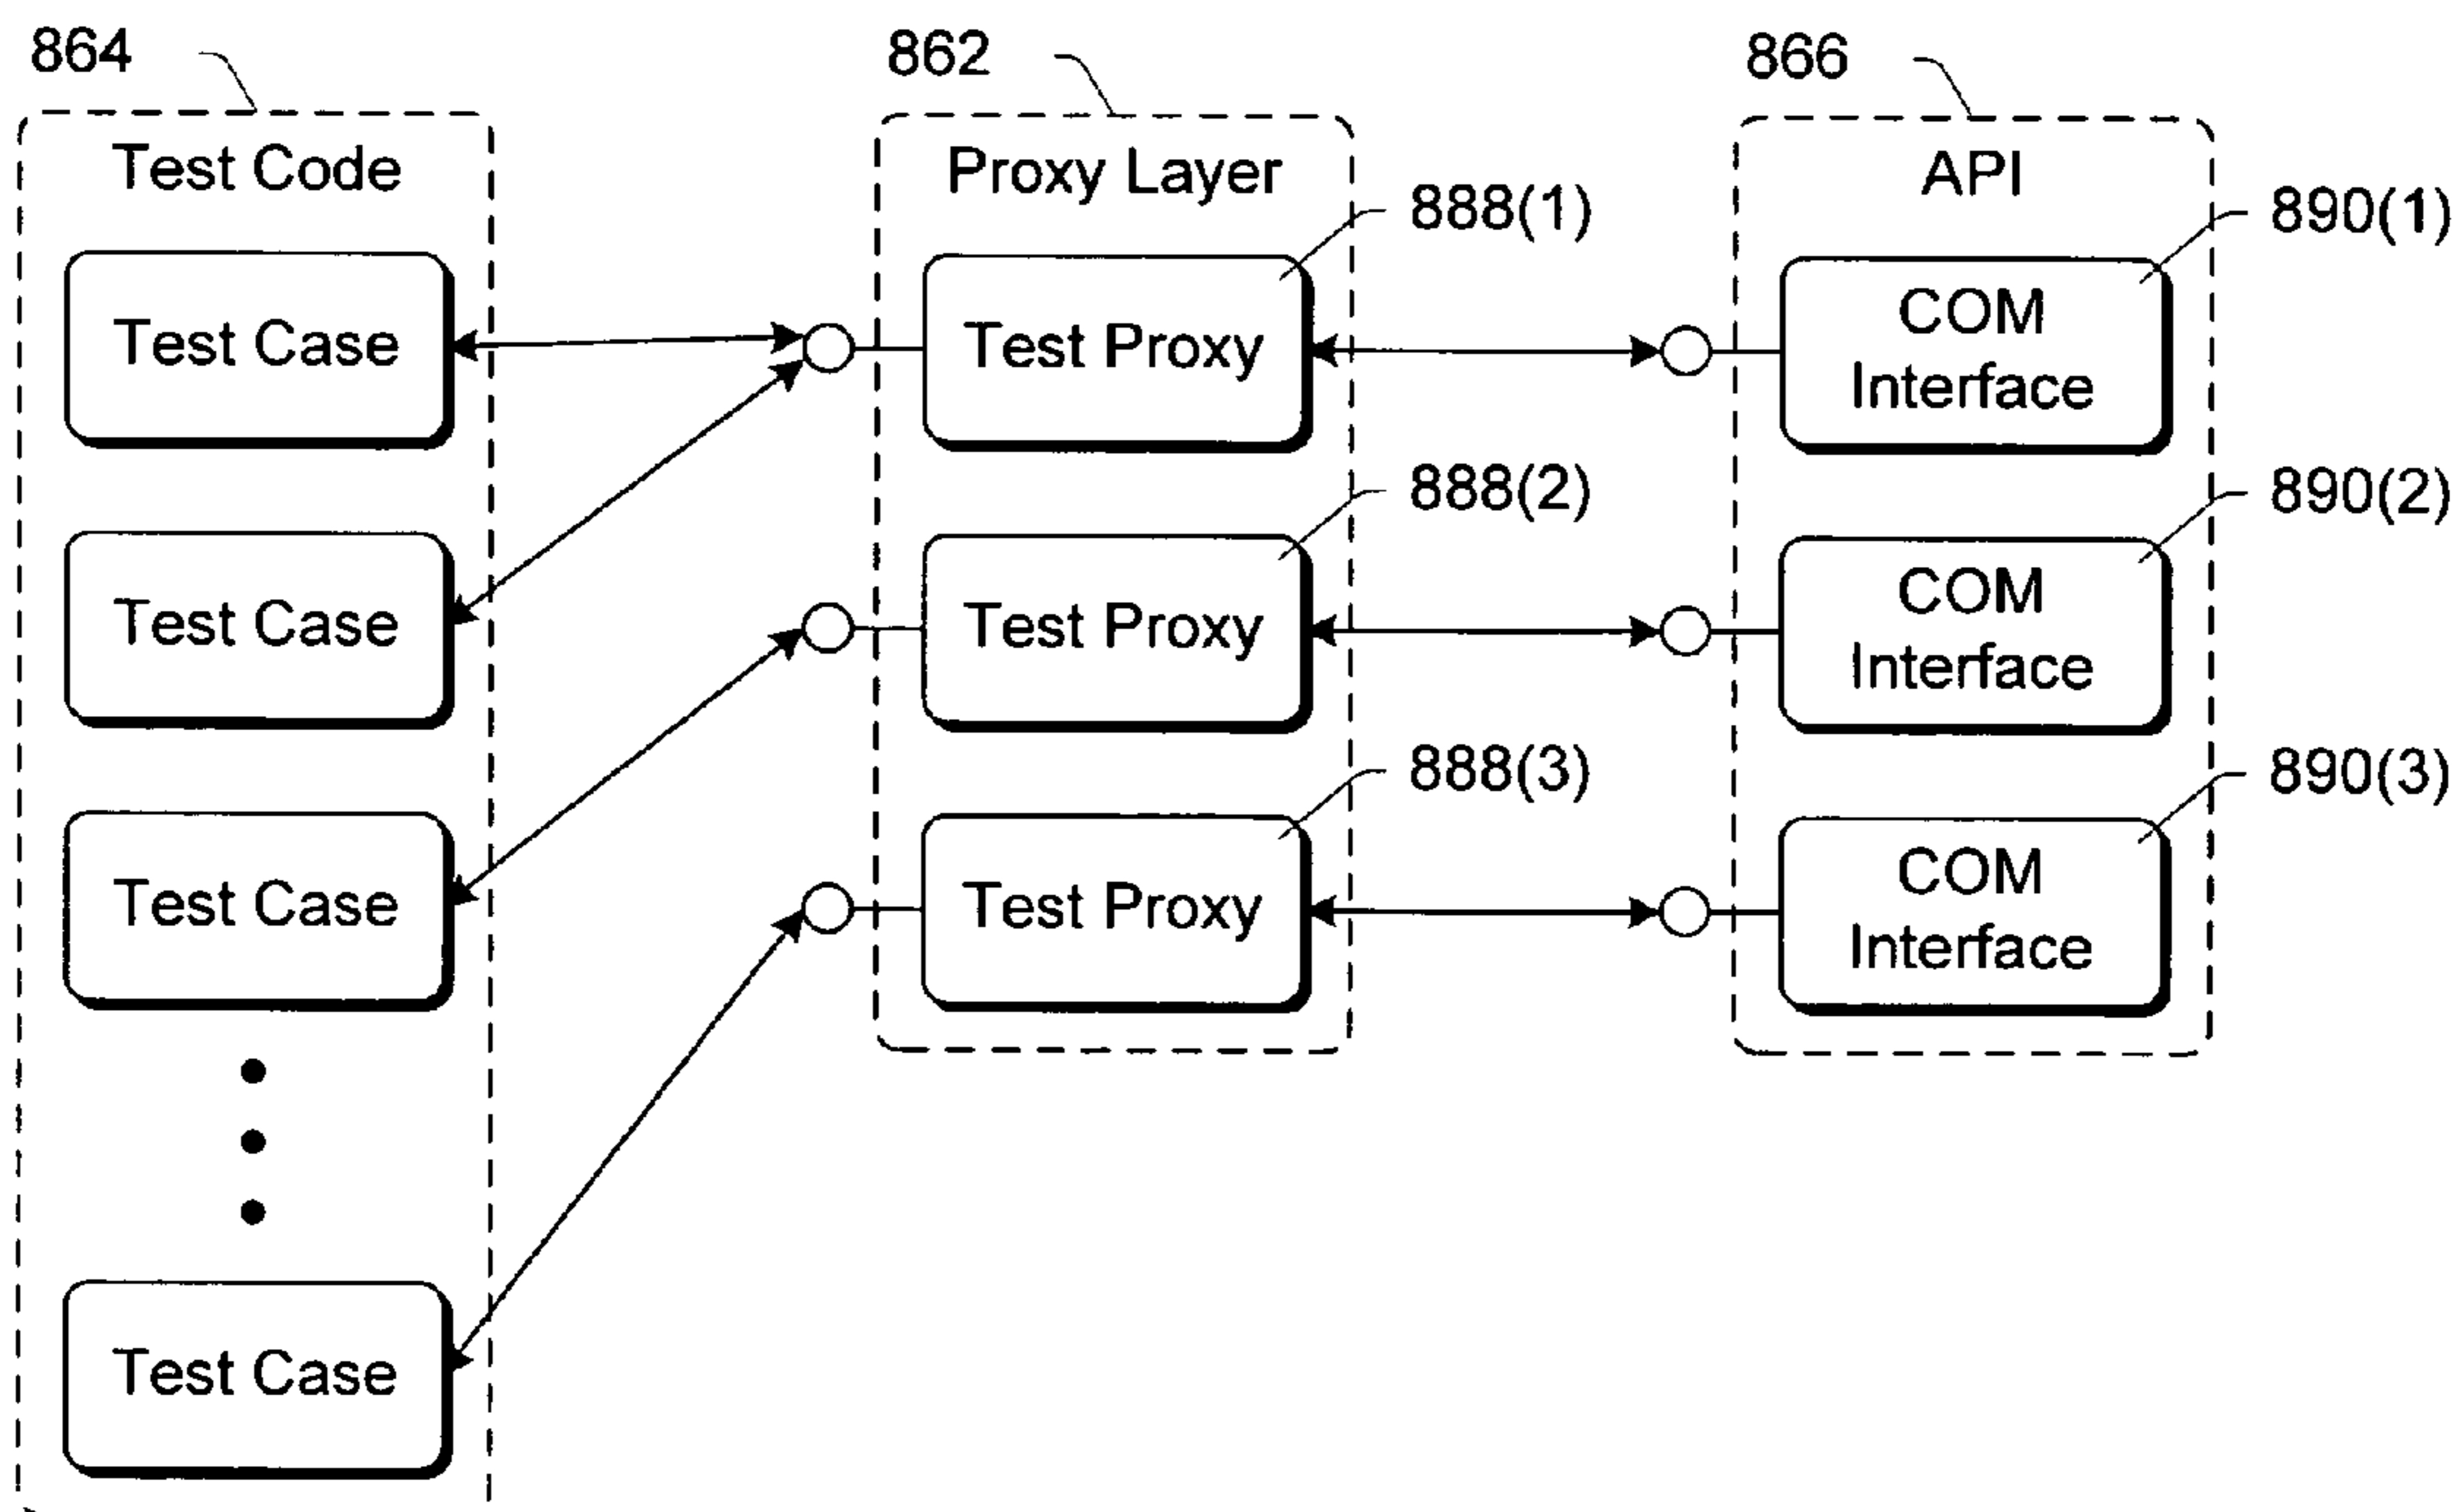 864
862
866
Test Code
Proxy Layer
API
888(1)
890(1)
Test Case
Test Proxy
COM
Interface
888(2)
890(2)
Test Case
Test Proxy
COM
Interface
888(3)
890(3)
Test Case
Test Proxy
COM
Interface
Test Case